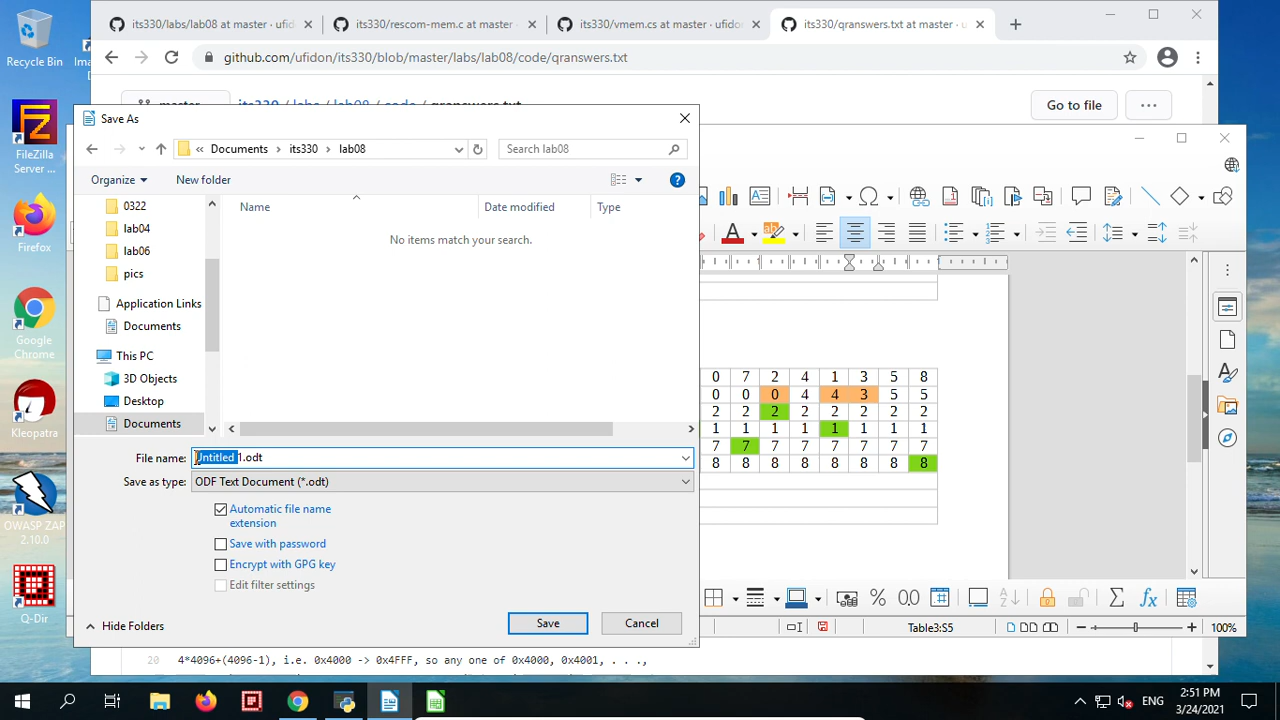 its330/labs/lab08 at master · ufid
its330/rescom-mem.c at master ·
its330/vmem.cs at master · ufido
its330/qranswers.txt at master · u
github.com/ufidon/its330/blob/master/labs/lab08/code/qranswers.txt
Go to file
Save As
Documents
its330
lab08
Search lab08
Organize
New folder
0322
lab04
lab06
pics
Application Links
Documents
This PC
3D Objects
Desktop
Documents
Name
Date modified
Type
No items match your search.
File name:
Untitled 1.odt
Save as type:
ODF Text Document (*.odt)
Automatic file name
extension
Save with password
Encrypt with GPG key
Edit filter settings
Hide Folders
Save
Cancel
0 7 2 4 1 3 5 8
0 0 0 4 4 3 5 5
2 2 2 2 2 2 2 2
1 1 1 1 1 1 1 1
7 7 7 7 7 7 7
8 8 8 8 8 8 8 8
Table3:S5
100%
20 4*4096+(4096-1), i.e. 0x4000 -> 0x4FFF, so any one of 0x4000, 0x4001, . . .,
Recycle Bin
Ima
FileZilla
Server ...
Firefox
Google
Chrome
Kleopatra
OWASP ZAP
2.10.0
Q-Dir
ENG
2:51 PM
3/24/2021